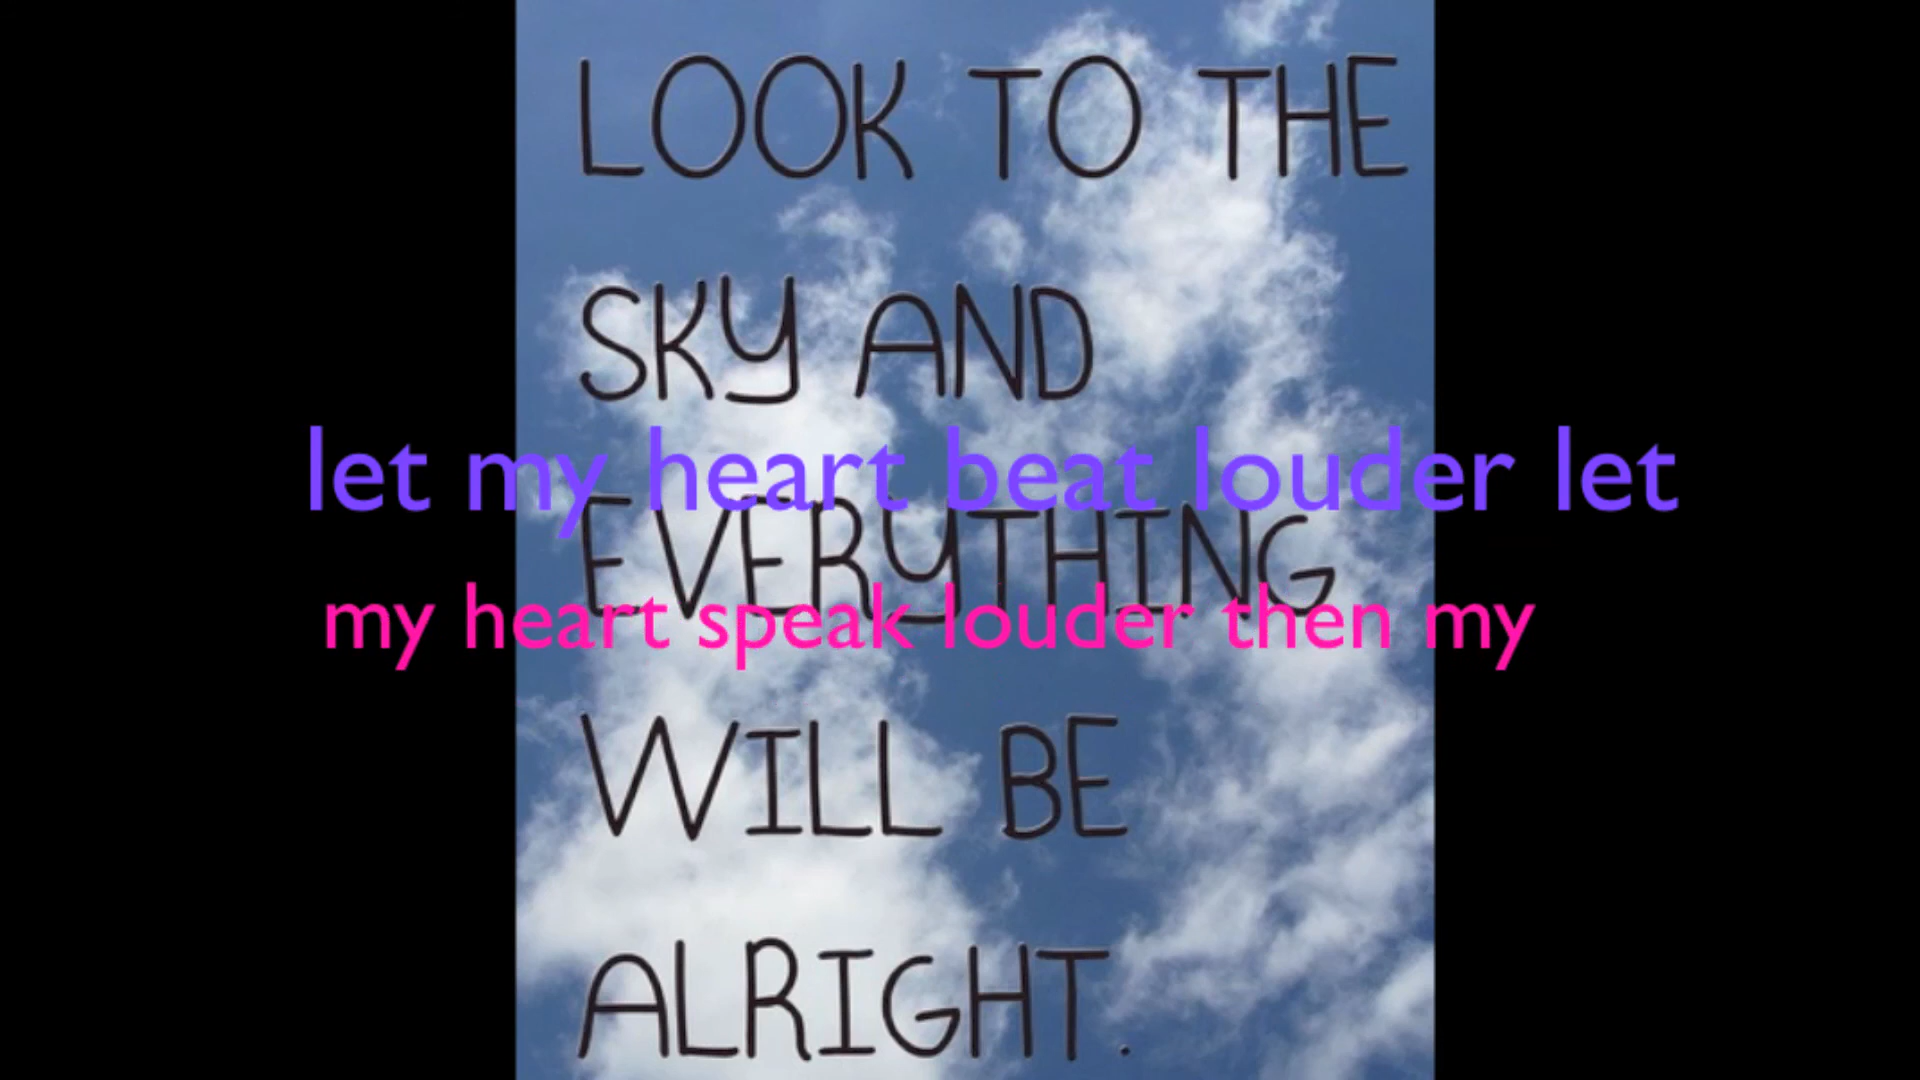 LOOK TO THE
SKY AND
let my heart beat louder let
EVERYTHING
my heart speak louder then my
WILL BE
ALRIGHT.